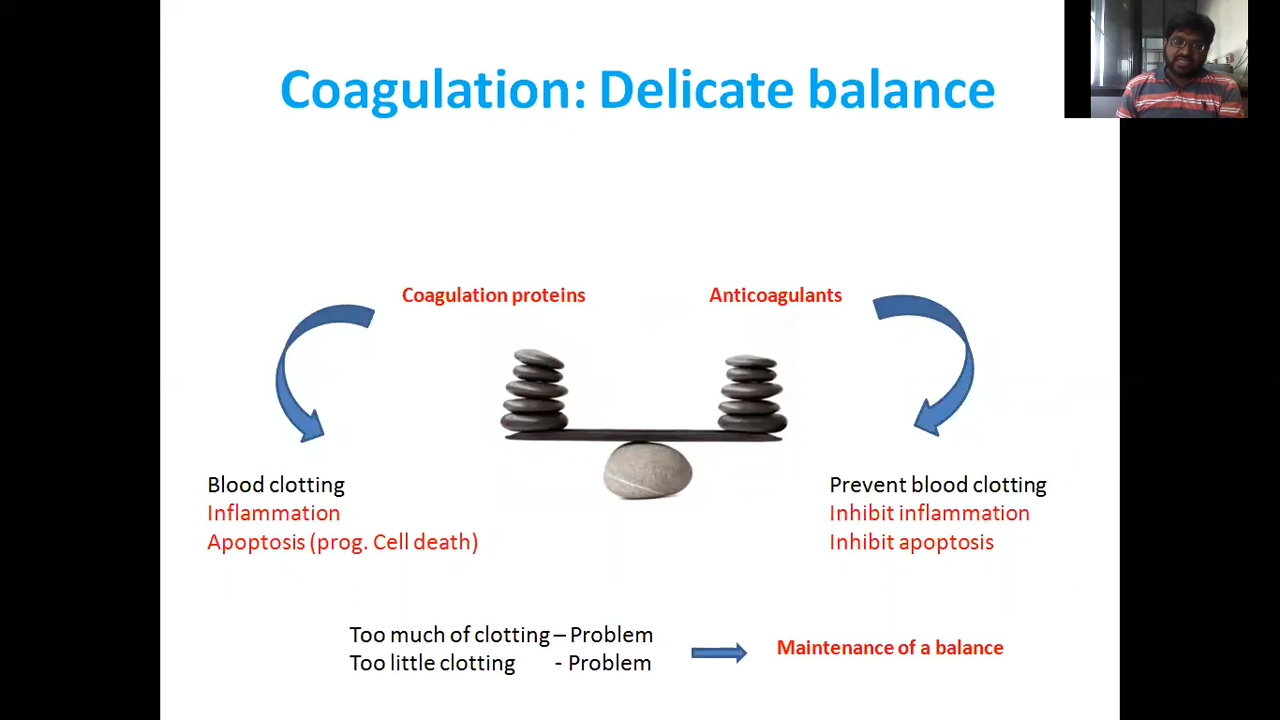 Coagulation: Delicate balance
Coagulation proteins
Anticoagulants
Blood clotting
Inflammation
Apoptosis (prog. Cell death)
Prevent blood clotting
Inhibit inflammation
Inhibit apoptosis
Too much of clotting – Problem
Too little clotting - Problem
Maintenance of a balance